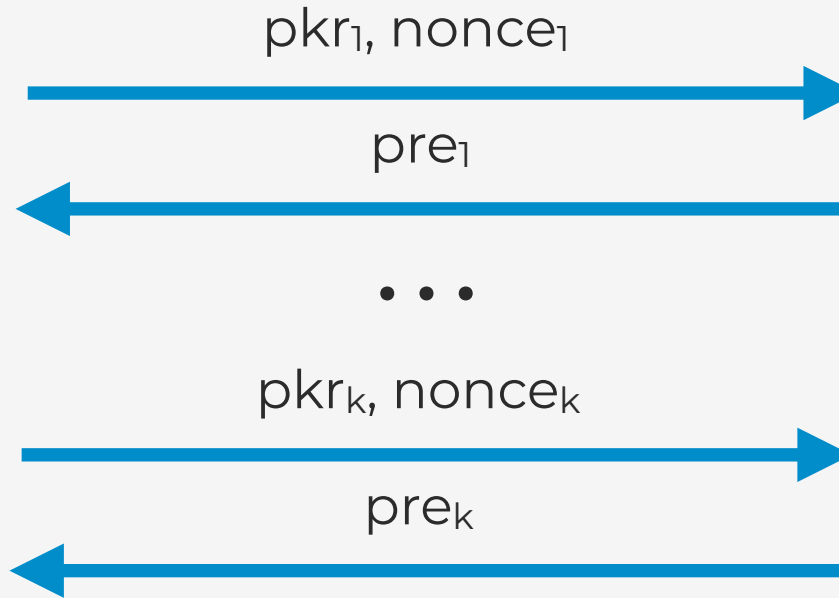 pkr₁, nonce₁
pre₁
...
pkrₖ, nonceₖ
preₖ